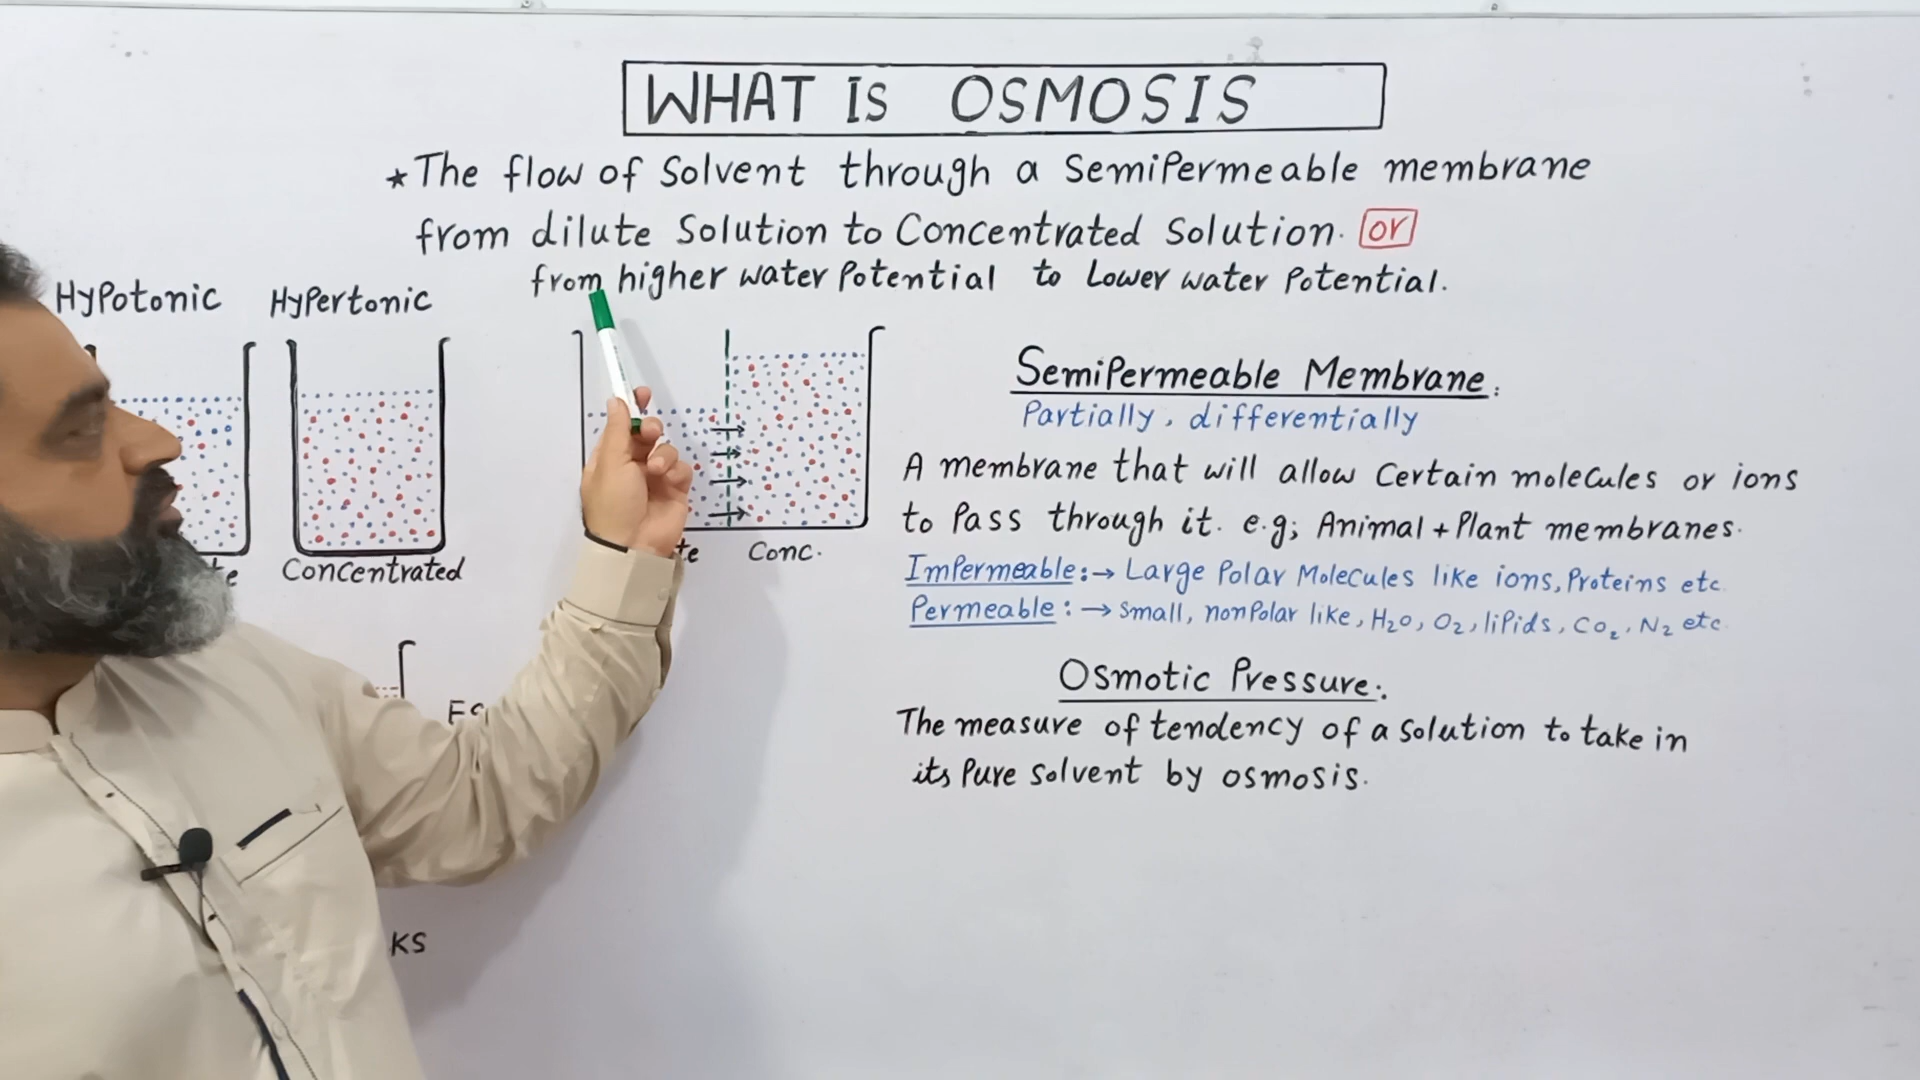 WHAT IS OSMOSIS
★ The flow of Solvent through a SemiPermeable membrane
from dilute Solution to Concentrated Solution. or
from higher water Potential to Lower water Potential.
HyPotonic HyPertonic
Concentrated
Conc.
SemiPermeable Membrane:
Partially, differentially
A membrane that will allow Certain molecules or ions
to Pass through it. e.g; Animal + Plant membranes.
ImPermeable:→ Large Polar Molecules like ions, Proteins etc.
Permeable:→ Small, nonPolar like, H₂O, O₂, liPids, CO₂, N₂ etc
Osmotic Pressure:
The measure of tendency of a Solution to take in
its Pure Solvent by osmosis.
KS